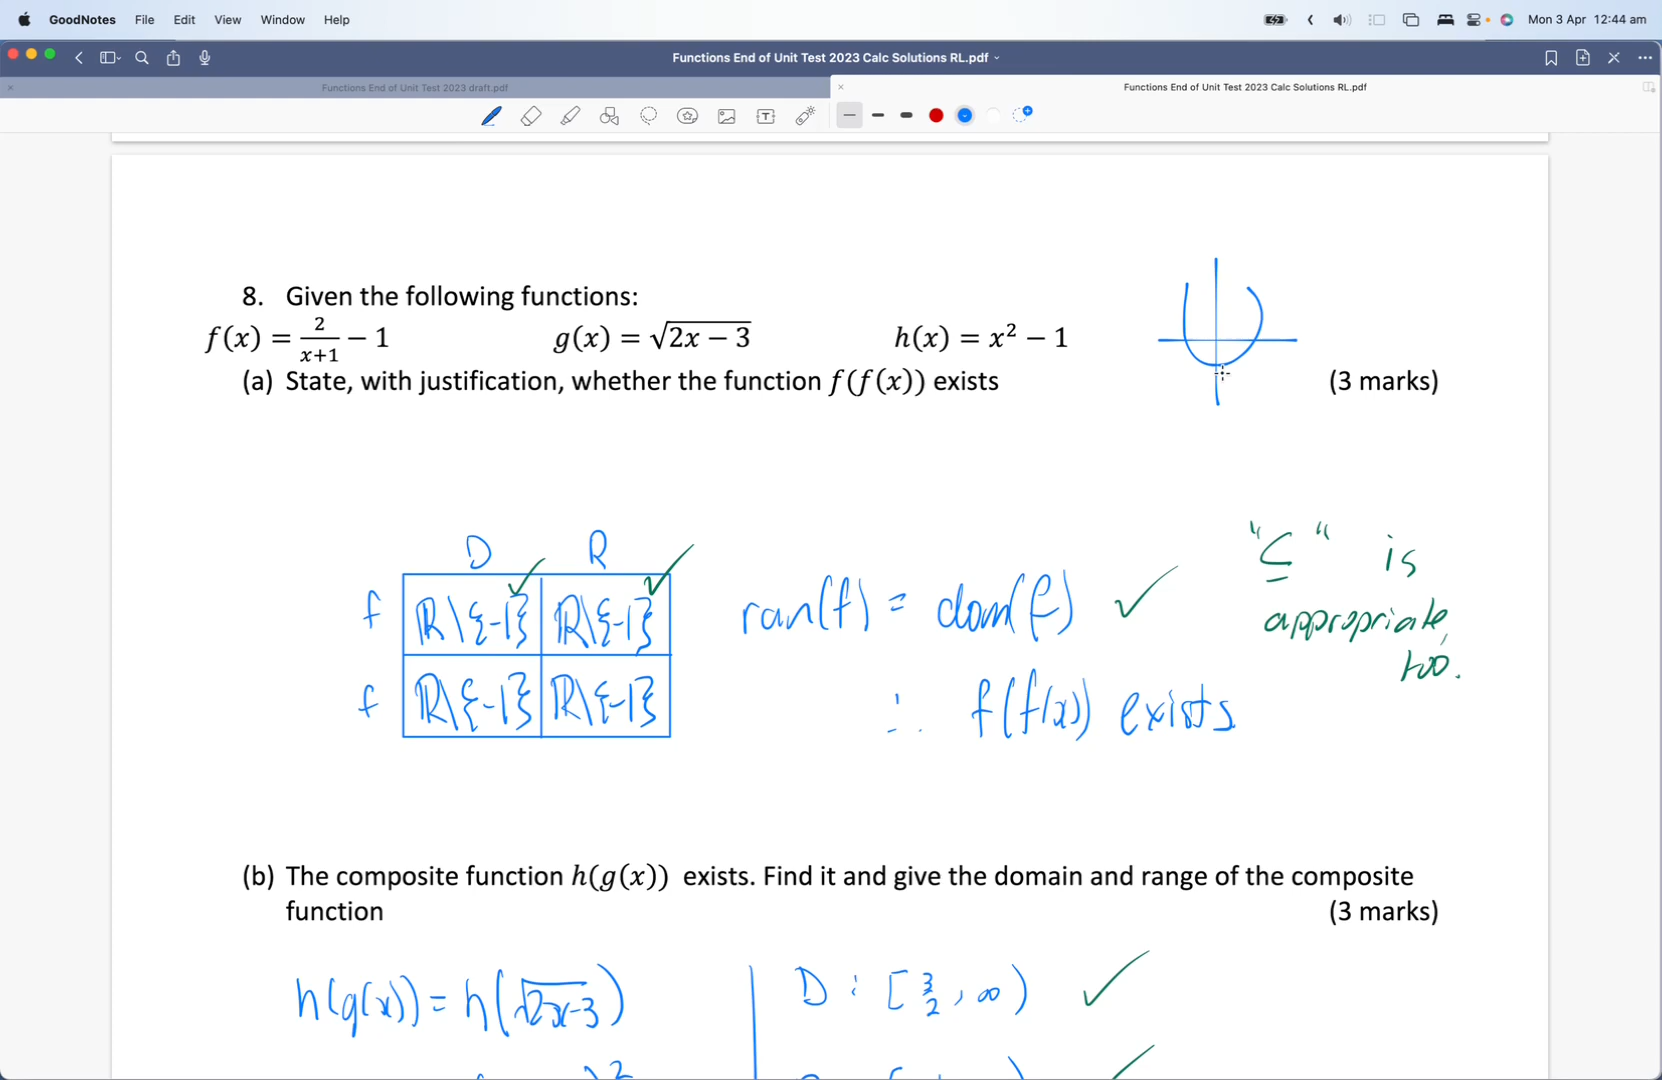 GoodNotes File Edit View Window Help Mon 3 Apr 12:44 am
Functions End of Unit Test 2023 Calc Solutions RL.pdf
Functions End of Unit Test 2023 draft.pdf
Functions End of Unit Test 2023 Calc Solutions RL.pdf
8. Given the following functions:
f(x) = 2/(x+1) − 1 g(x) = √(2x − 3) h(x) = x² − 1
(a) State, with justification, whether the function f(f(x)) exists (3 marks)
D R
f ℝ\{-1} ℝ\{-1}
f ℝ\{-1} ℝ\{-1}
ran(f) = dom(f)
∴ f(f(x)) exists
"⊆" is
appropriate,
too.
(b) The composite function h(g(x)) exists. Find it and give the domain and range of the composite
function (3 marks)
h(g(x)) = h(√(2x-3))
D : [3/2, ∞)